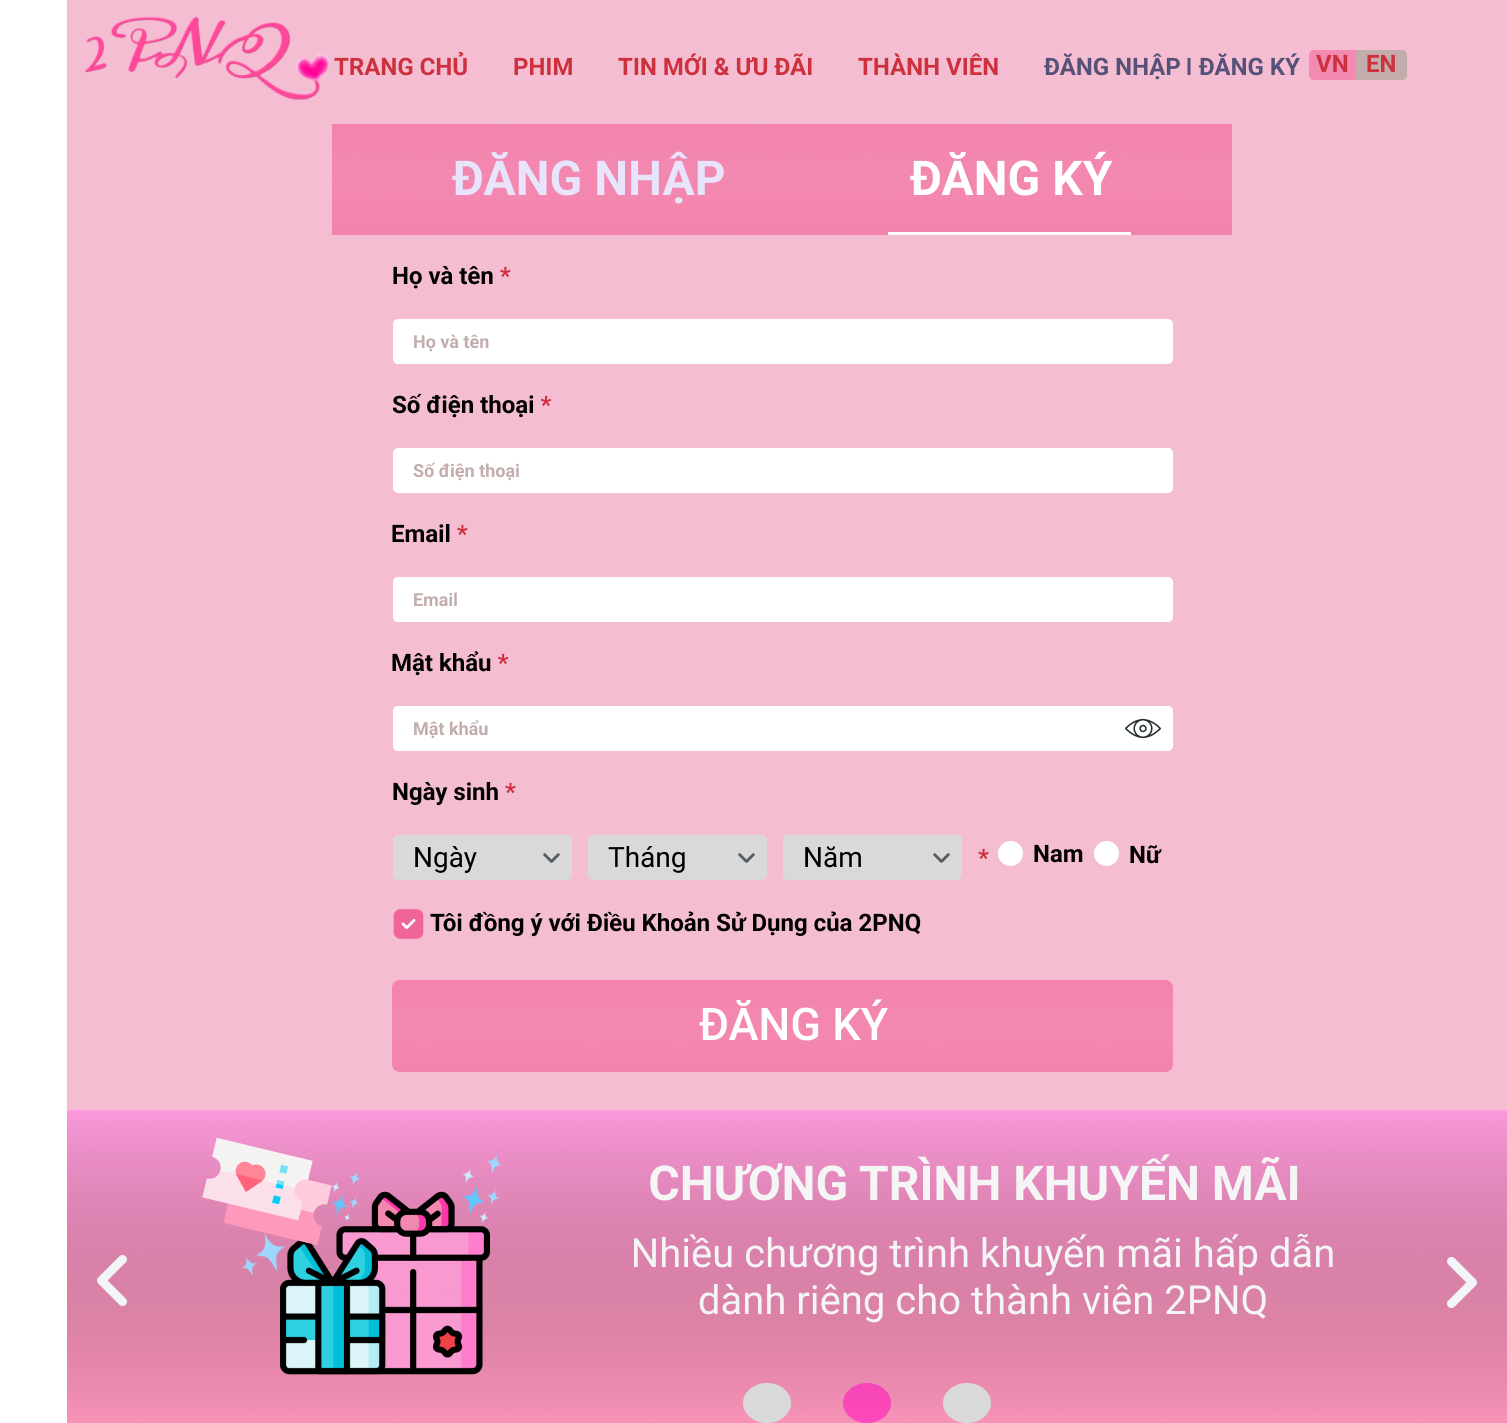 2PNQ
TRANG CHỦ PHIM TIN MỚI & ƯU ĐÃI THÀNH VIÊN ĐĂNG NHẬP | ĐĂNG KÝ VN EN
ĐĂNG NHẬP ĐĂNG KÝ
Họ và tên *
Họ và tên
Số điện thoại *
Số điện thoại
Email *
Email
Mật khẩu *
Mật khẩu
Ngày sinh *
Ngày Tháng Năm * Nam Nữ
Tôi đồng ý với Điều Khoản Sử Dụng của 2PNQ
ĐĂNG KÝ
CHƯƠNG TRÌNH KHUYẾN MÃI
Nhiều chương trình khuyến mãi hấp dẫn
dành riêng cho thành viên 2PNQ